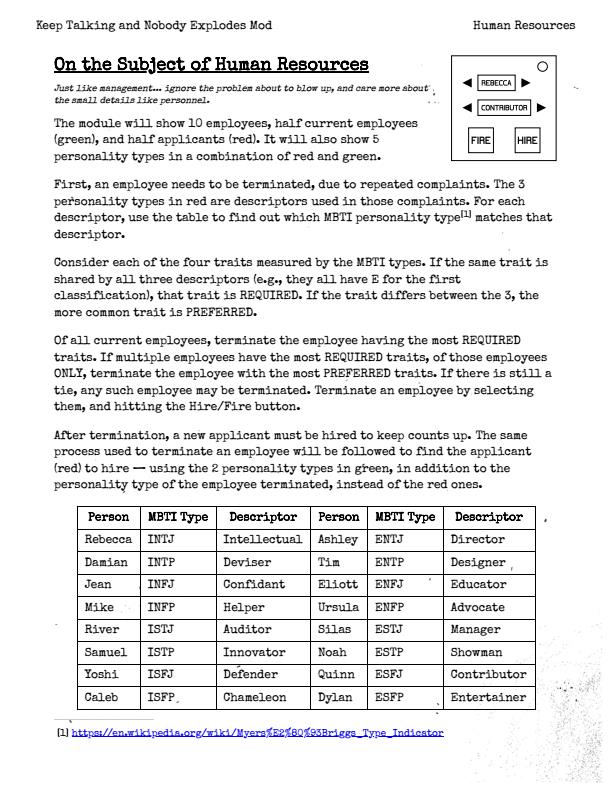 Keep Talking and Nobody Explodes Mod Human Resources
On the Subject of Human Resources
Just like management... ignore the problem about to blow up, and care more about
the small details like personnel.
REBECCA
CONTRIBUTOR
FIRE HIRE
The module will show 10 employees, half current employees
(green), and half applicants (red). It will also show 5
personality types in a combination of red and green.
First, an employee needs to be terminated, due to repeated complaints. The 3
personality types in red are descriptors used in those complaints. For each
descriptor, use the table to find out which MBTI personality type[1] matches that
descriptor.
Consider each of the four traits measured by the MBTI types. If the same trait is
shared by all three descriptors (e.g., they all have E for the first
classification), that trait is REQUIRED. If the trait differs between the 3, the
more common trait is PREFERRED.
Of all current employees, terminate the employee having the most REQUIRED
traits. If multiple employees have the most REQUIRED traits, of those employees
ONLY, terminate the employee with the most PREFERRED traits. If there is still a
tie, any such employee may be terminated. Terminate an employee by selecting
them, and hitting the Hire/Fire button.
After termination, a new applicant must be hired to keep counts up. The same
process used to terminate an employee will be followed to find the applicant
(red) to hire — using the 2 personality types in green, in addition to the
personality type of the employee terminated, instead of the red ones.
Person MBTI Type Descriptor Person MBTI Type Descriptor
Rebecca INTJ Intellectual Ashley ENTJ Director
Damian INTP Deviser Tim ENTP Designer
Jean INFJ Confidant Eliott ENFJ Educator
Mike INFP Helper Ursula ENFP Advocate
River ISTJ Auditor Silas ESTJ Manager
Samuel ISTP Innovator Noah ESTP Showman
Yoshi ISFJ Defender Quinn ESFJ Contributor
Caleb ISFP Chameleon Dylan ESFP Entertainer
[1] https://en.wikipedia.org/wiki/Myers%E2%80%93Briggs_Type_Indicator